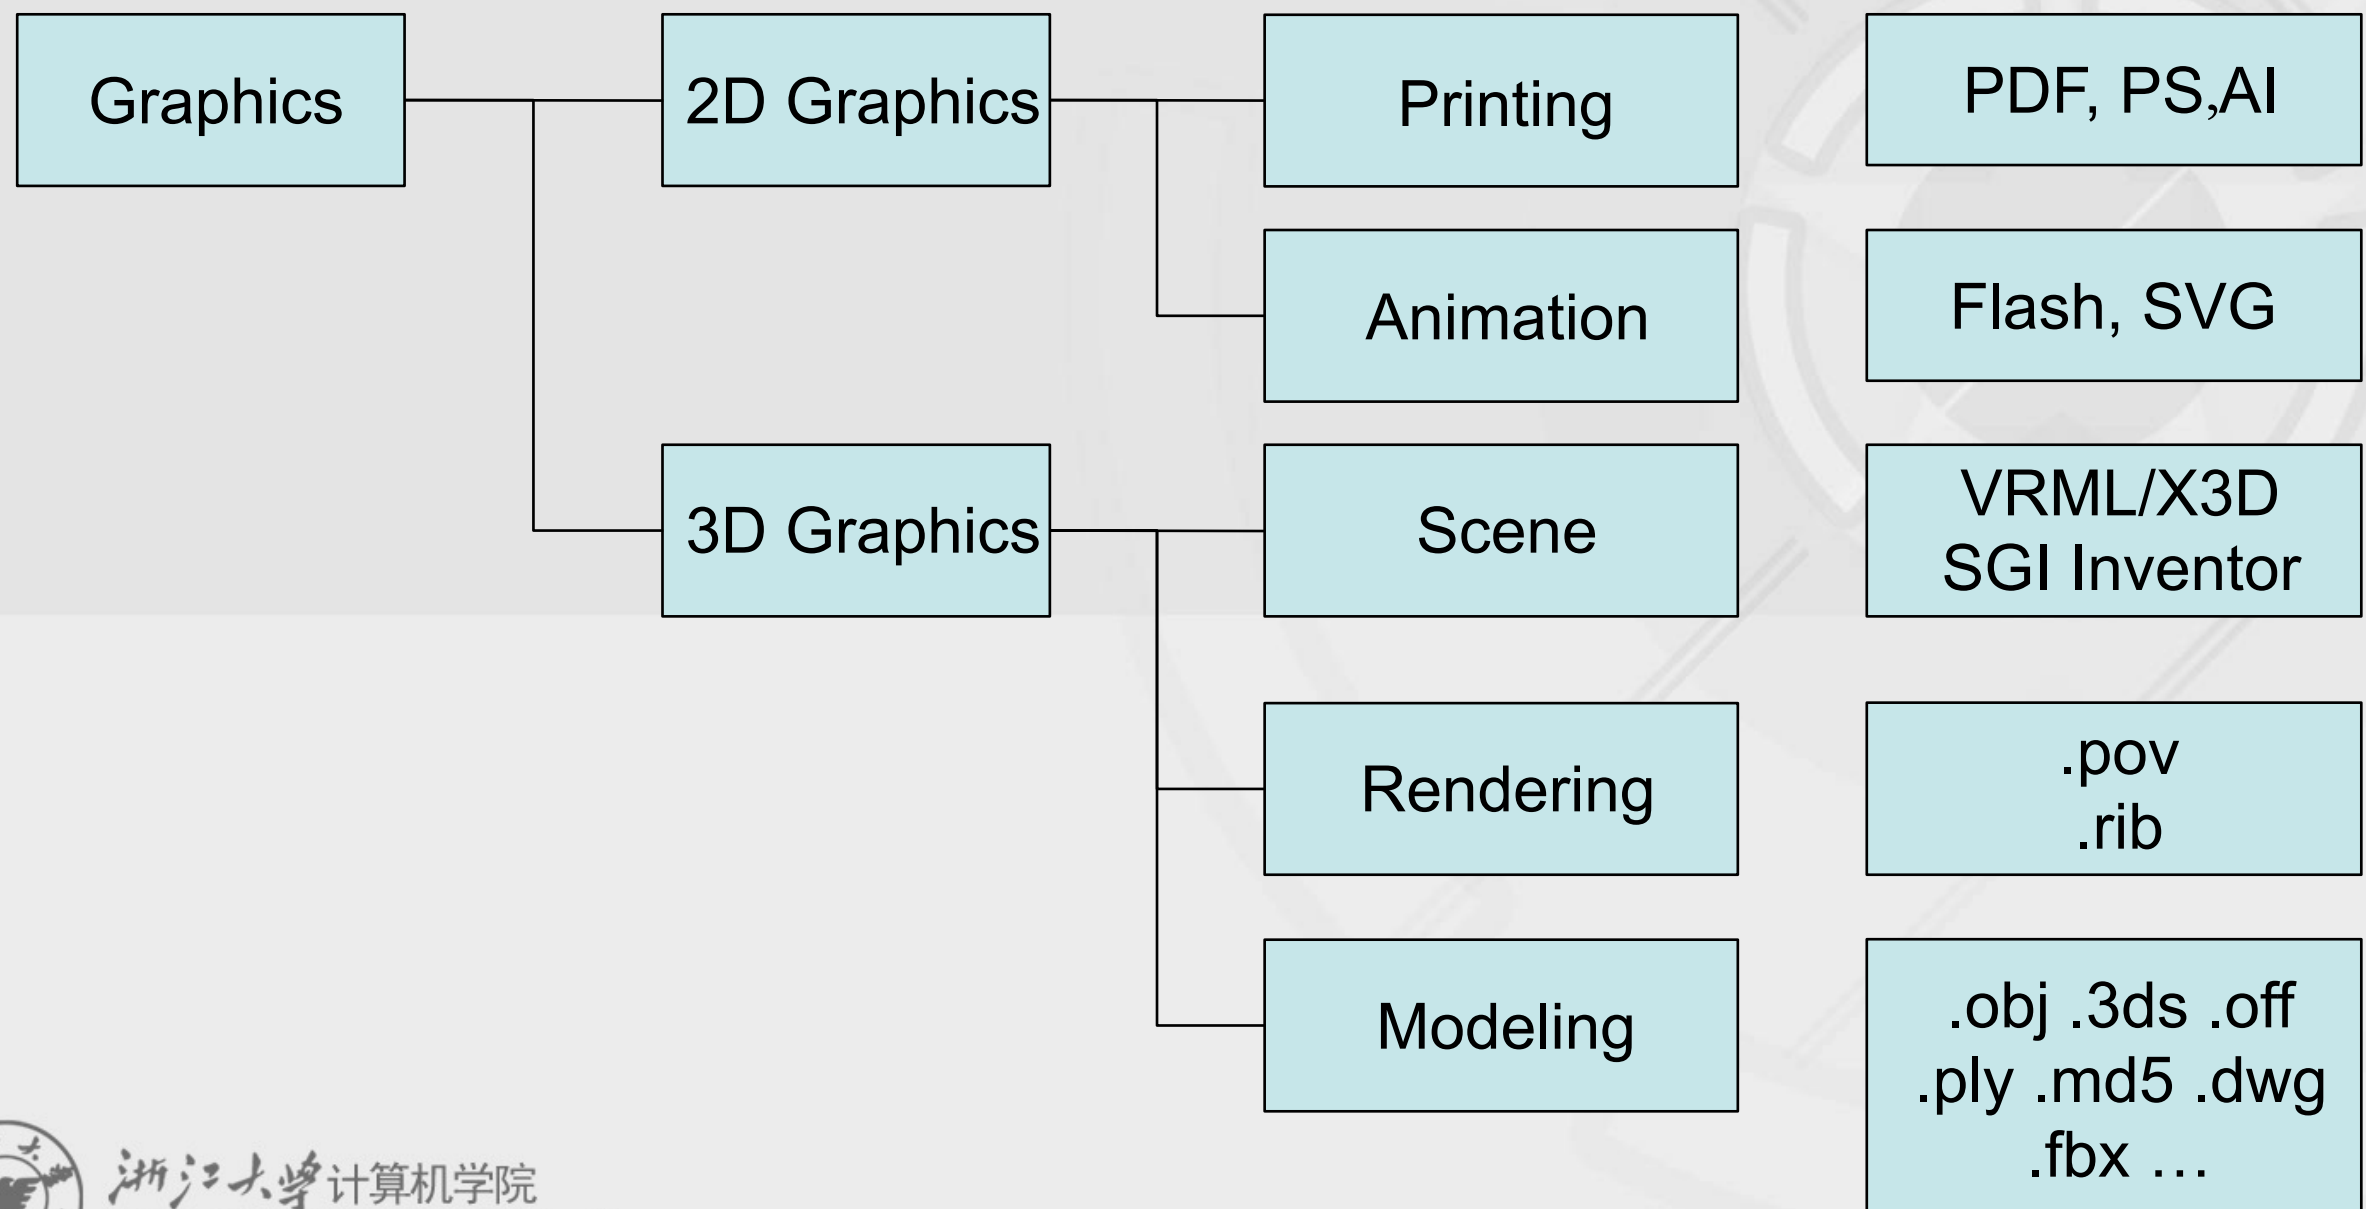 Graphics
2D Graphics
Printing
PDF, PS,AI
Animation
Flash, SVG
3D Graphics
Scene
VRML/X3D
SGI Inventor
Rendering
.pov
.rib
Modeling
.obj .3ds .off
.ply .md5 .dwg
.fbx …
浙江大学计算机学院